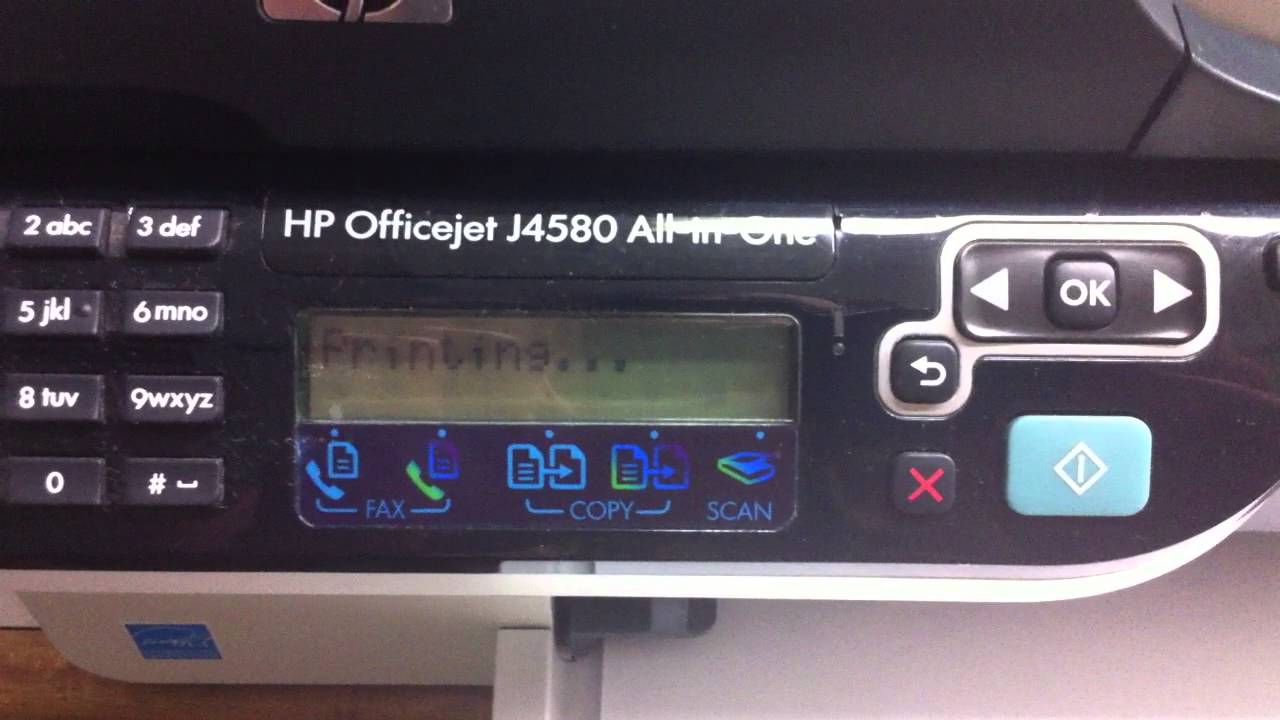 HP Officejet J4580 All-in-One
2 abc 3 def
5 jkl 6 mno
8 tuv 9wxyz
0 #
Printing...
OK
FAX COPY SCAN